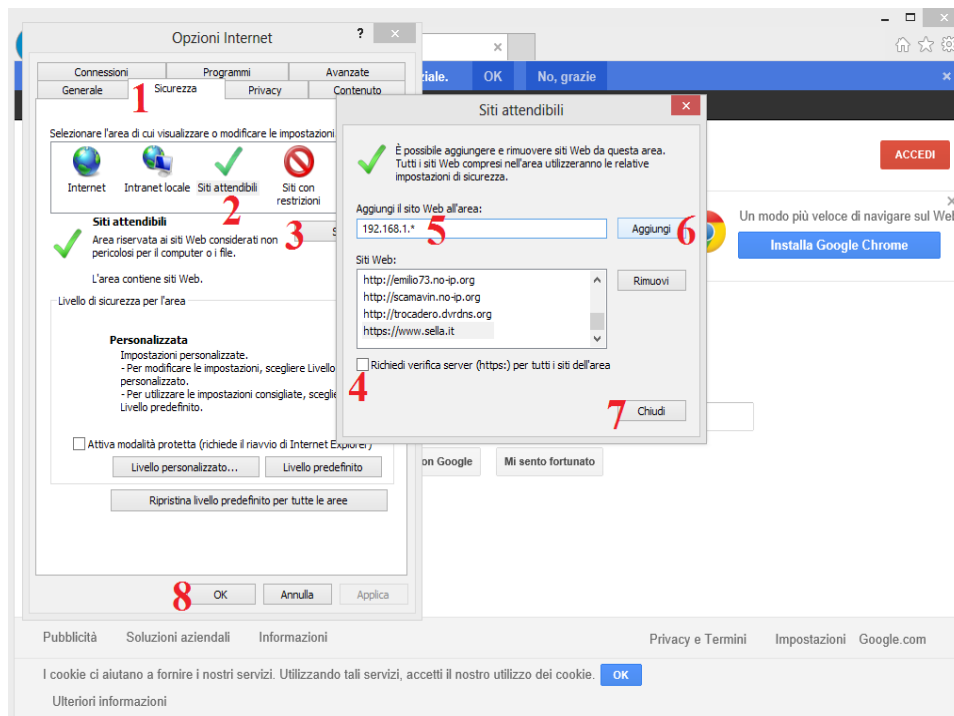 Opzioni Internet
?
Connessioni
Programmi
Avanzate
Generale
Sicurezza
Privacy
Contenuto
1
Selezionare l'area di cui visualizzare o modificare le impostazioni.
Internet
Intranet locale
Siti attendibili
Siti con
restrizioni
2
Siti attendibili
3
S
Area riservata ai siti Web considerati non
pericolosi per il computer o i file.
L'area contiene siti Web.
Livello di sicurezza per l'area
Personalizzata
Impostazioni personalizzate.
- Per modificare le impostazioni, scegliere Livello
personalizzato.
- Per utilizzare le impostazioni consigliate, scegli
Livello predefinito.
Attiva modalità protetta (richiede il riavvio di Internet Explorer)
Livello personalizzato...
Livello predefinito
Ripristina livello predefinito per tutte le aree
8
OK
Annulla
Applica
Siti attendibili
È possibile aggiungere e rimuovere siti Web da questa area.
Tutti i siti Web compresi nell'area utilizzeranno le relative
impostazioni di sicurezza.
Aggiungi il sito Web all'area:
192.168.1.*
5
Aggiungi
6
Siti Web:
http://emilio73.no-ip.org
http://scamavin.no-ip.org
http://trocadero.dvrdns.org
https://www.sella.it
Rimuovi
Richiedi verifica server (https:) per tutti i siti dell'area
4
7
Chiudi
ziale.
OK
No, grazie
ACCEDI
Un modo più veloce di navigare sul Web
Installa Google Chrome
on Google
Mi sento fortunato
Pubblicità
Soluzioni aziendali
Informazioni
Privacy e Termini
Impostazioni
Google.com
I cookie ci aiutano a fornire i nostri servizi. Utilizzando tali servizi, accetti il nostro utilizzo dei cookie.
OK
Ulteriori informazioni